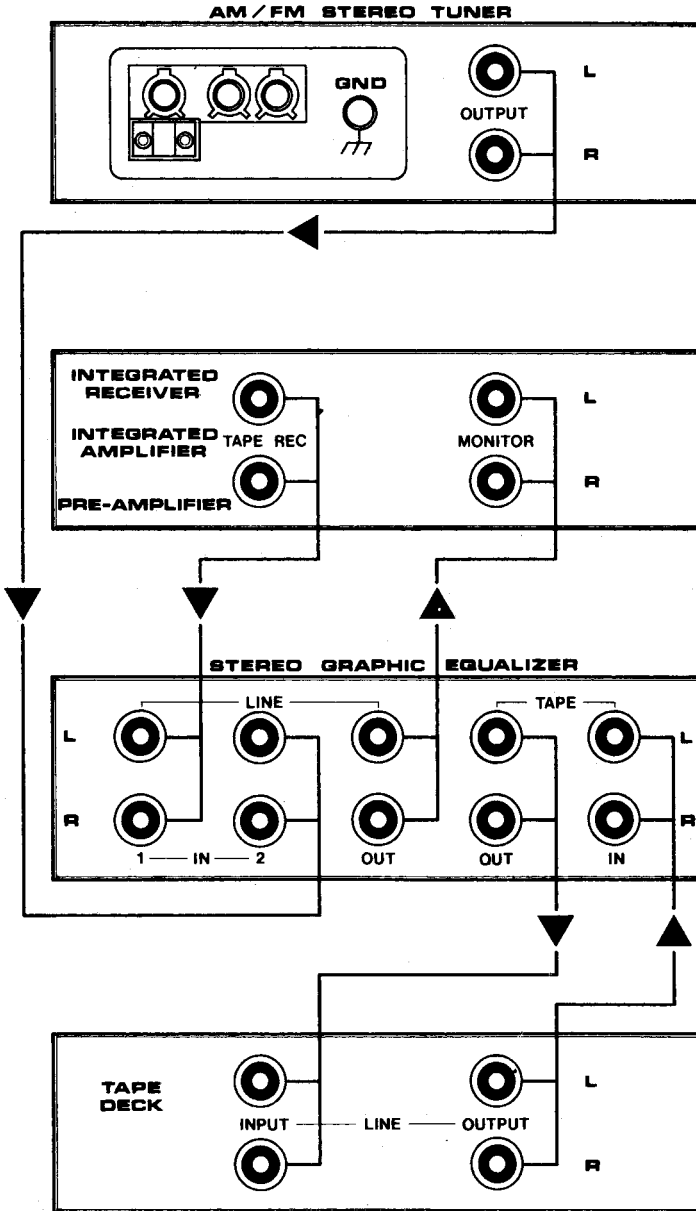 AM/FM STEREO TUNER
GND
L
OUTPUT
R
INTEGRATED
RECEIVER
INTEGRATED
AMPLIFIER
PRE-AMPLIFIER
TAPE REC
L
MONITOR
R
STEREO GRAPHIC EQUALIZER
LINE
TAPE
L
L
R
R
1 — IN — 2
OUT
OUT
IN
TAPE
DECK
L
INPUT — LINE — OUTPUT
R